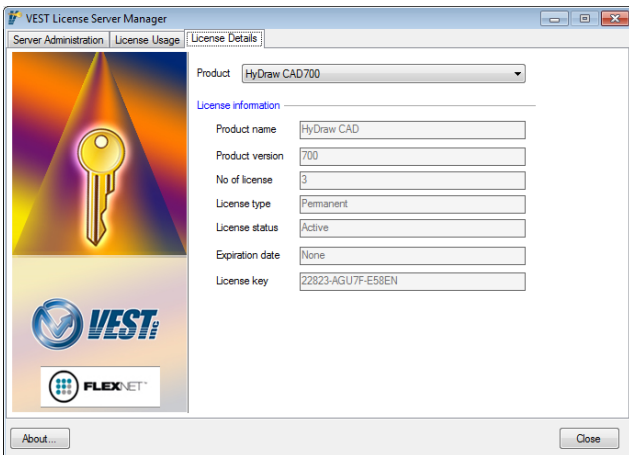 VEST License Server Manager
Server Administration License Usage License Details
Product HyDraw CAD700
License information
Product name HyDraw CAD
Product version 700
No of license 3
License type Permanent
License status Active
Expiration date None
License key 22823-AGU7F-E58EN
VEST inc
FLEXNET
About... Close